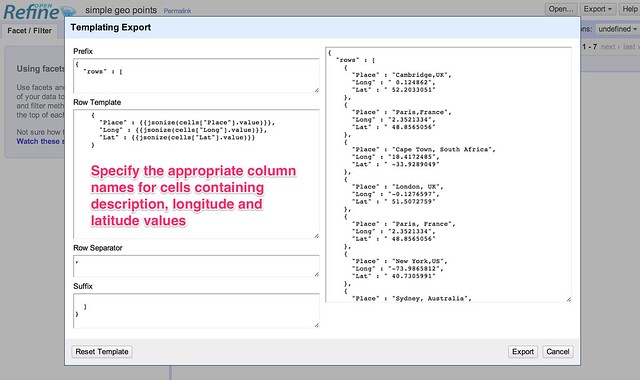 OPEN
Refine
simple geo points
Permalink
Open...
Export
Help
Facet / Filter
ons:
undefined
1 - 7
next ›
last »
Using facets
Use facets and
of your data to
and filter meth
the top of each
Not sure how t
Watch these s
Templating Export
Prefix
{
"rows" : [
Row Template
{
"Place" : {{jsonize(cells["Place"].value)}},
"Long" : {{jsonize(cells["Long"].value)}},
"Lat" : {{jsonize(cells["Lat"].value)}}
}
Specify the appropriate column
names for cells containing
description, longitude and
latitude values
Row Separator
,
Suffix
]
}
{
"rows" : [
{
"Place" : "Cambridge,UK",
"Long" : " 0.124862",
"Lat" : " 52.2033051"
},
{
"Place" : "Paris,France",
"Long" : "2.3521334",
"Lat" : " 48.8565056"
},
{
"Place" : "Cape Town, South Africa",
"Long" : "18.4172485",
"Lat" : "-33.9289049"
},
{
"Place" : "London, UK",
"Long" : "-0.1276597",
"Lat" : " 51.5072759"
},
{
"Place" : "Paris, France",
"Long" : "2.3521334",
"Lat" : " 48.8565056"
},
{
"Place" : "New York,US",
"Long" : "-73.9865812",
"Lat" : " 40.7305991"
},
{
"Place" : "Sydney, Australia",
Reset Template
Export
Cancel